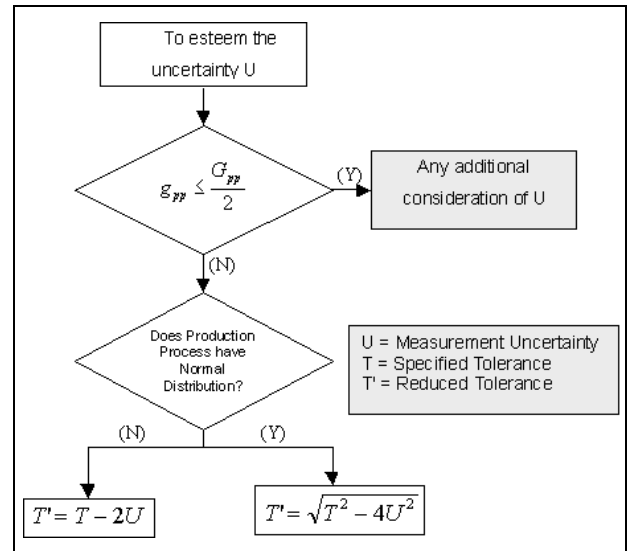 To esteem the
uncertainty U
g_pp ≤ G_pp/2
(Y)
Any additional
consideration of U
(N)
Does Production
Process have
Normal
Distribution?
U = Measurement Uncertainty
T = Specified Tolerance
T' = Reduced Tolerance
(N)
(Y)
T' = T − 2U
T' = √(T² − 4U²)